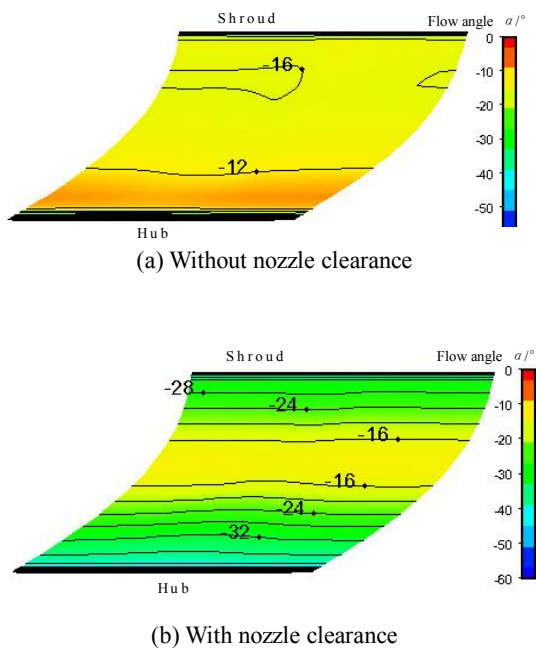 Shroud
Flow angle α/°
-16
-12
0
-10
-20
-30
-40
-50
Hub
(a) Without nozzle clearance
Shroud
Flow angle α/°
-28
-24
-16
-16
-24
-32
0
-10
-20
-30
-40
-50
-60
Hub
(b) With nozzle clearance